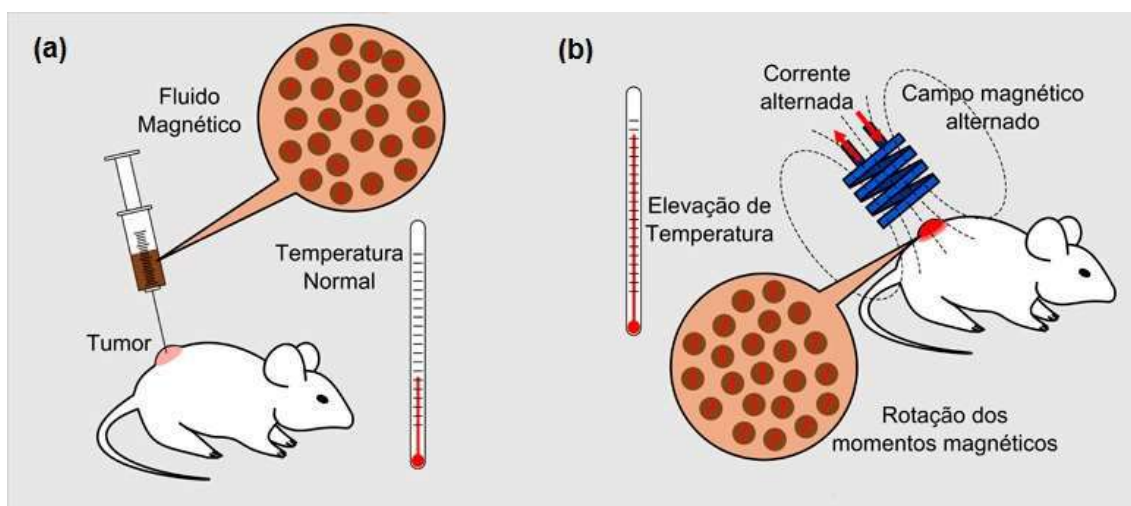 (a)
Fluido
Magnético
Temperatura
Normal
Tumor
(b)
Corrente
alternada
Campo magnético
alternado
Elevação de
Temperatura
Rotação dos
momentos magnéticos